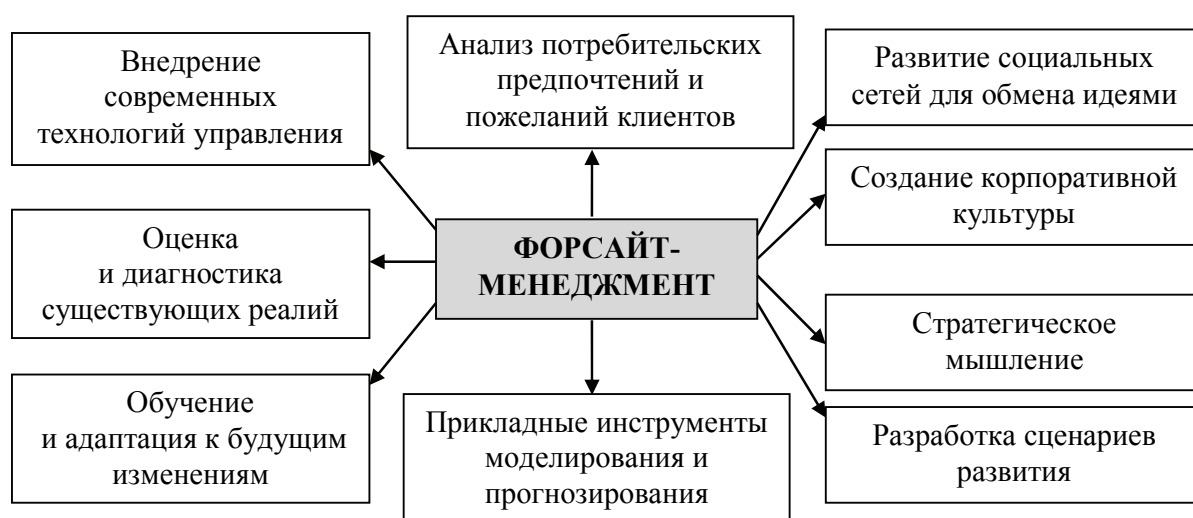 Внедрение
современных
технологий управления
Анализ потребительских
предпочтений и
пожеланий клиентов
Развитие социальных
сетей для обмена идеями
Создание корпоративной
культуры
Оценка
и диагностика
существующих реалий
ФОРСАЙТ-
МЕНЕДЖМЕНТ
Стратегическое
мышление
Обучение
и адаптация к будущим
изменениям
Прикладные инструменты
моделирования и
прогнозирования
Разработка сценариев
развития